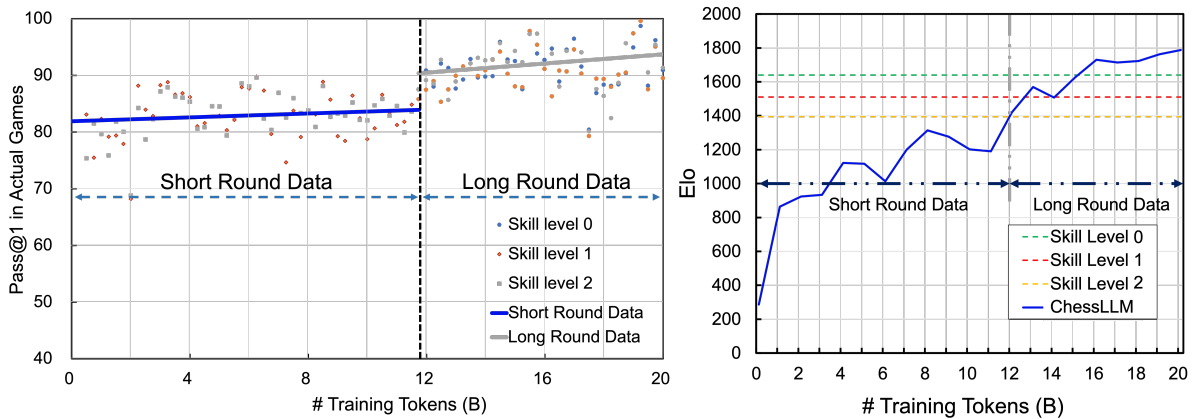 100
90
80
70
60
50
40
Pass@1 in Actual Games
Short Round Data
Long Round Data
Skill level 0
Skill level 1
Skill level 2
Short Round Data
Long Round Data
0
4
8
12
16
20
# Training Tokens (B)
2000
1800
1600
1400
1200
1000
800
600
400
200
0
Elo
Short Round Data
Long Round Data
Skill Level 0
Skill Level 1
Skill Level 2
ChessLLM
0
2
4
6
8
10
12
14
16
18
20
# Training Tokens (B)